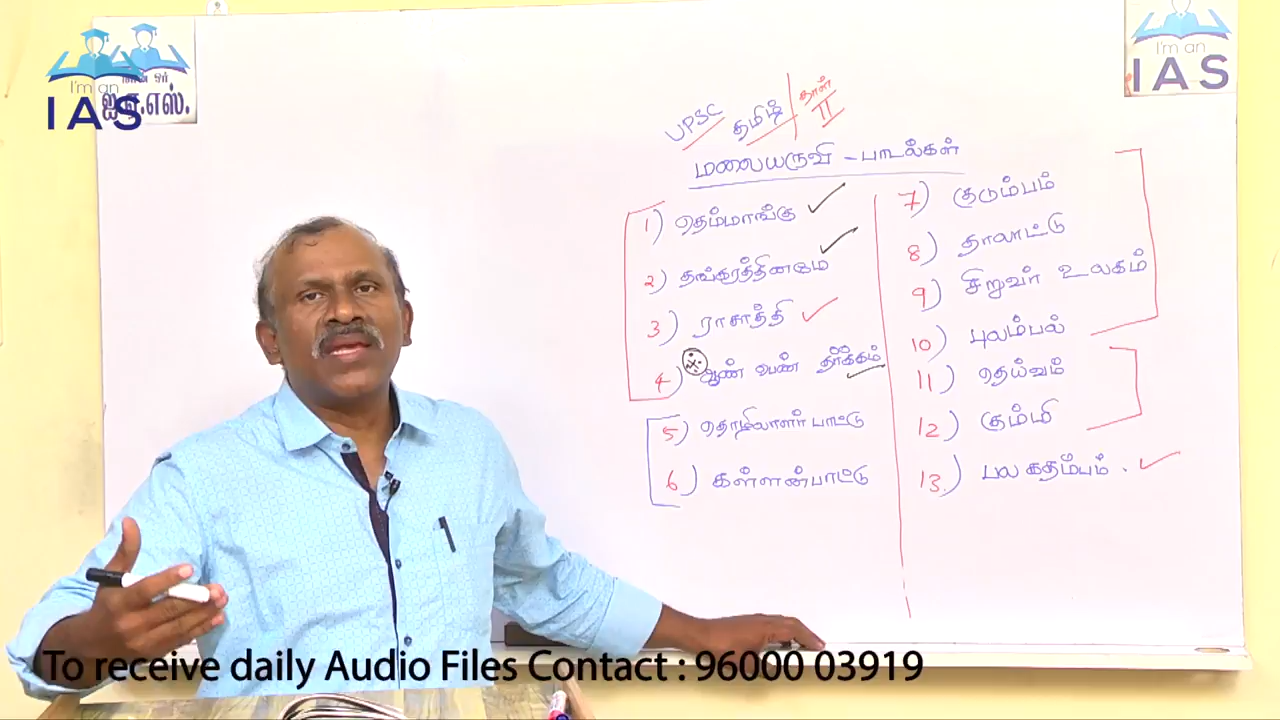 I'm an
IAS
ஐ.ஏ.எஸ்.
I'm an
IAS
UPSC தமிழ் தாள் II
மலையருவி - பாடல்கள்
1) தெம்மாங்கு
2) தங்கரத்தினமே
3) ராசாத்தி
4) ஆண் பெண் தர்க்கம்
5) தொழிலாளர் பாட்டு
6) கள்ளன்பாட்டு
7) குடும்பம்
8) தாலாட்டு
9) சிறுவர் உலகம்
10) புலம்பல்
11) தெய்வம்
12) கும்மி
13.) பல கதம்பம்.
To receive daily Audio Files Contact : 96000 03919